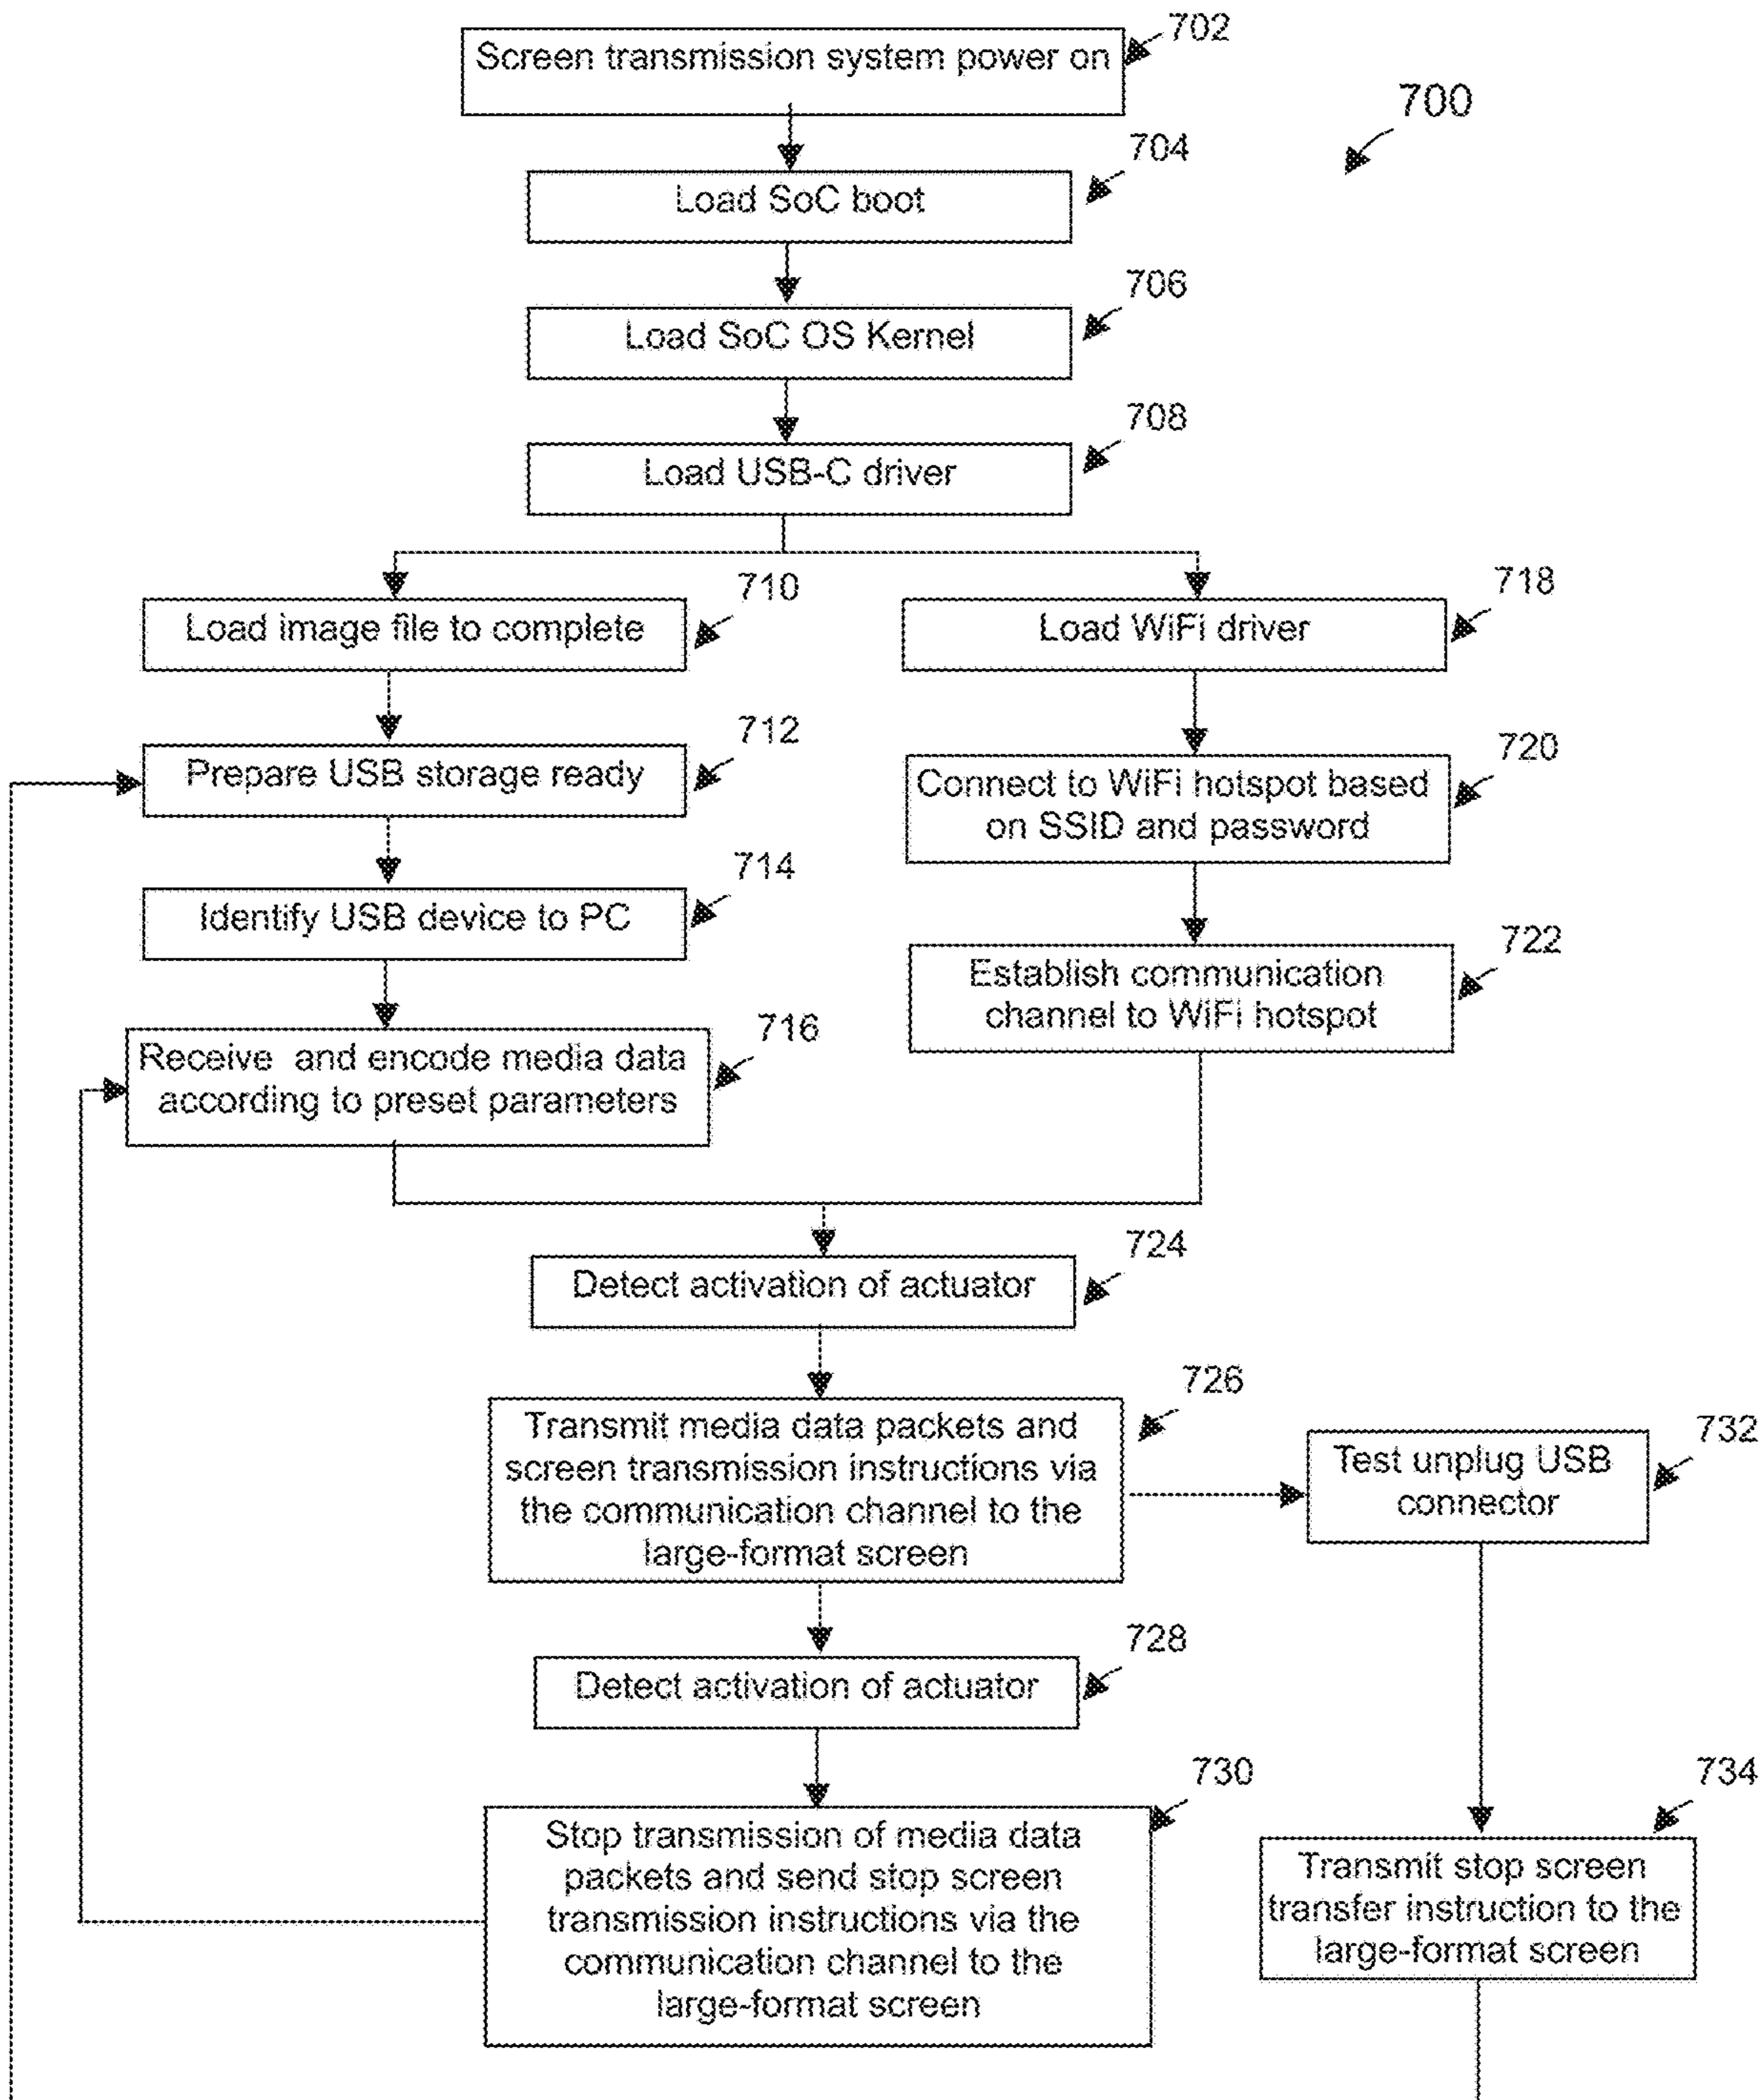 Screen transmission system power on
702
700
Load SoC boot
704
Load SoC OS Kernel
706
Load USB-C driver
708
Load image file to complete
710
Load WiFi driver
718
Prepare USB storage ready
712
Connect to WiFi hotspot based
on SSID and password
720
Identify USB device to PC
714
Establish communication
channel to WiFi hotspot
722
Receive and encode media data
according to preset parameters
716
Detect activation of actuator
724
Transmit media data packets and
screen transmission instructions via
the communication channel to the
large-format screen
726
Test unplug USB
connector
732
Detect activation of actuator
728
Stop transmission of media data
packets and send stop screen
transmission instructions via the
communication channel to the
large-format screen
730
Transmit stop screen
transfer instruction to the
large-format screen
734